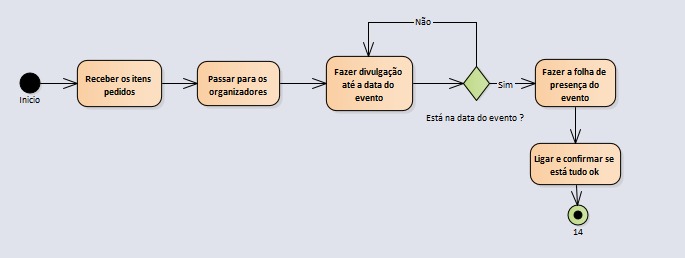 Não
Inicio
Receber os itens
pedidos
Passar para os
organizadores
Fazer divulgação
até a data do
evento
Está na data do evento ?
Sim
Fazer a folha de
presença do
evento
Ligar e confirmar se
está tudo ok
14